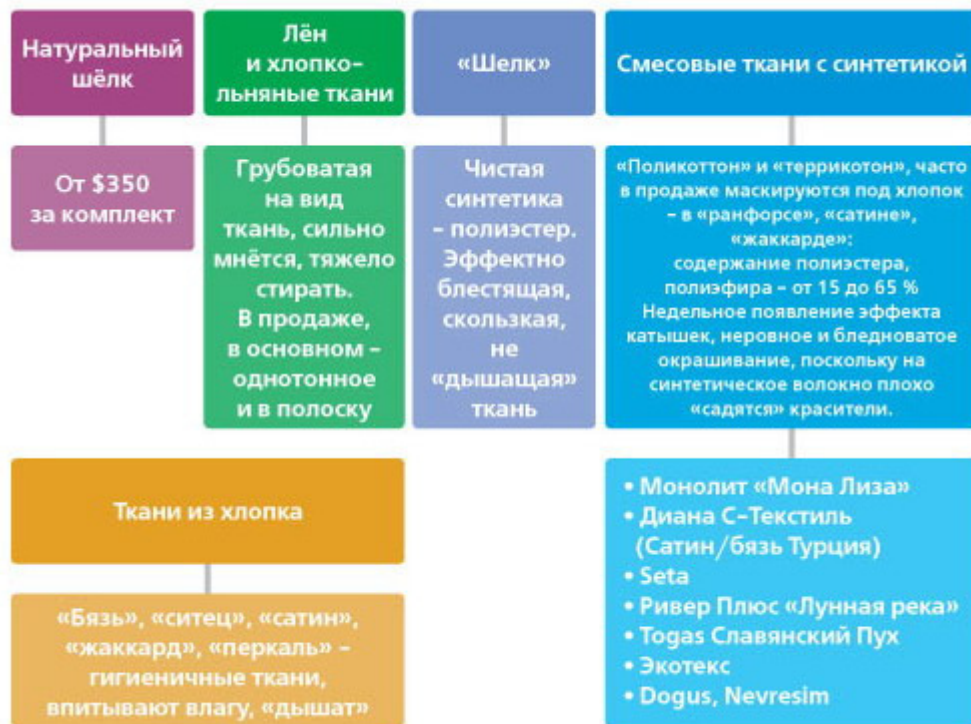 Натуральный
шёлк
От $350
за комплект
Лён
и хлопко-
льняные ткани
Грубоватая
на вид
ткань, сильно
мнётся, тяжело
стирать.
В продаже,
в основном –
однотонное
и в полоску
«Шелк»
Чистая
синтетика
– полиэстер.
Эффектно
блестящая,
скользкая,
не
«дышащая»
ткань
Смесовые ткани с синтетикой
«Поликоттон» и «террикотон», часто
в продаже маскируются под хлопок
– в «ранфорсе», «сатине»,
«жаккарде»:
содержание полиэстера,
полиэфира – от 15 до 65 %
Недельное появление эффекта
катышек, неровное и бледноватое
окрашивание, поскольку на
синтетическое волокно плохо
«садятся» красители.
• Монолит «Мона Лиза»
• Диана С-Текстиль
(Сатин/бязь Турция)
• Seta
• Ривер Плюс «Лунная река»
• Togas Славянский Пух
• Экотекс
• Dogus, Nevresim
Ткани из хлопка
«Бязь», «ситец», «сатин»,
«жаккард», «перкаль» –
гигиеничные ткани,
впитывают влагу, «дышат»